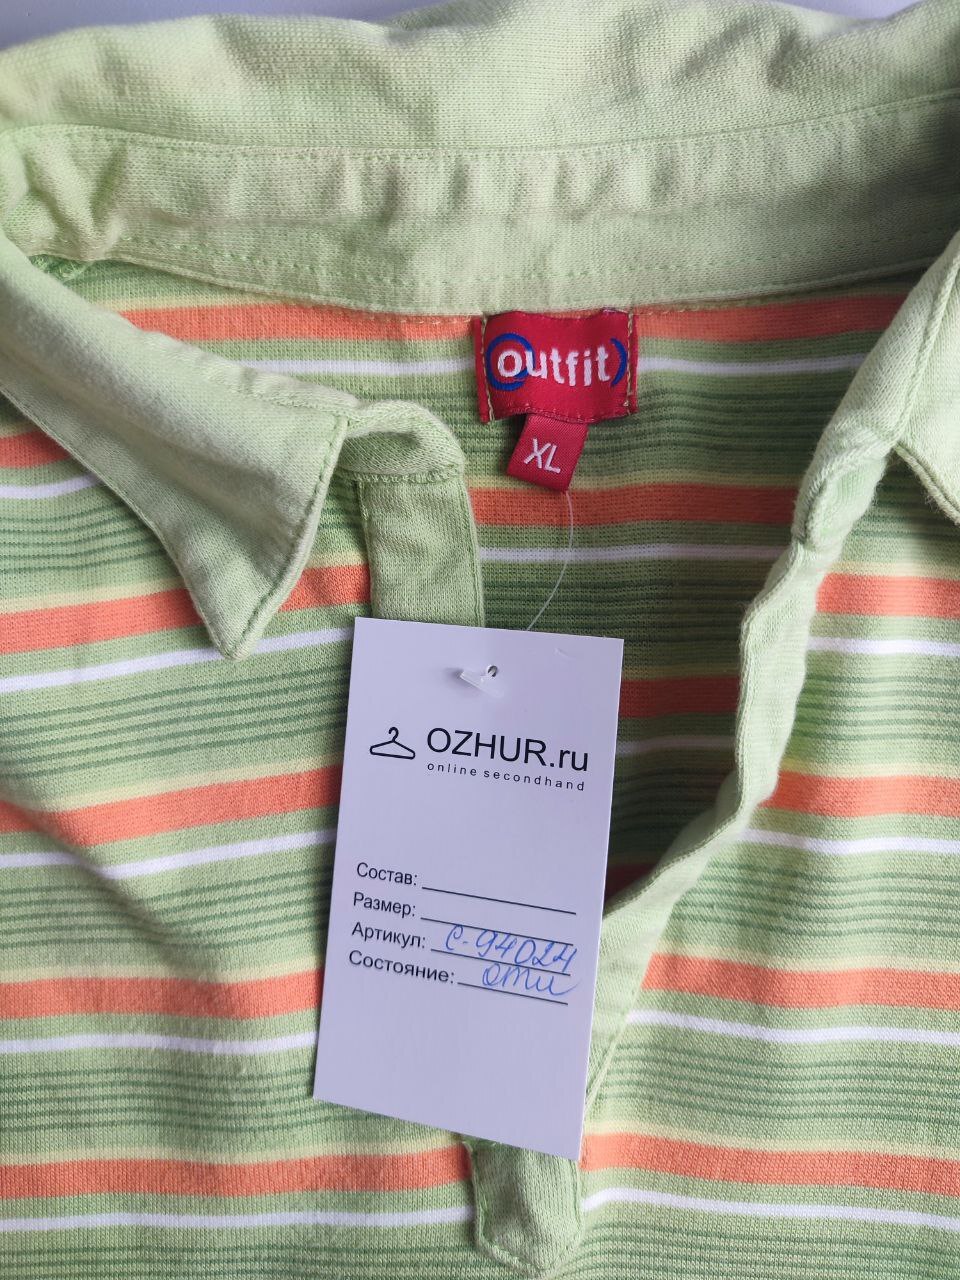 outfit
XL
OZHUR.ru
online secondhand
Состав:
Размер:
Артикул: С-94024
Состояние: отл